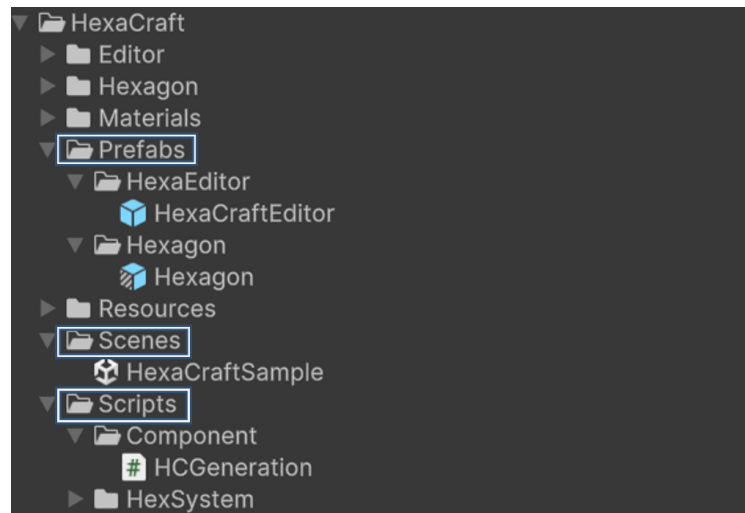 HexaCraft
Editor
Hexagon
Materials
Prefabs
HexaEditor
HexaCraftEditor
Hexagon
Hexagon
Resources
Scenes
HexaCraftSample
Scripts
Component
# HCGeneration
HexSystem